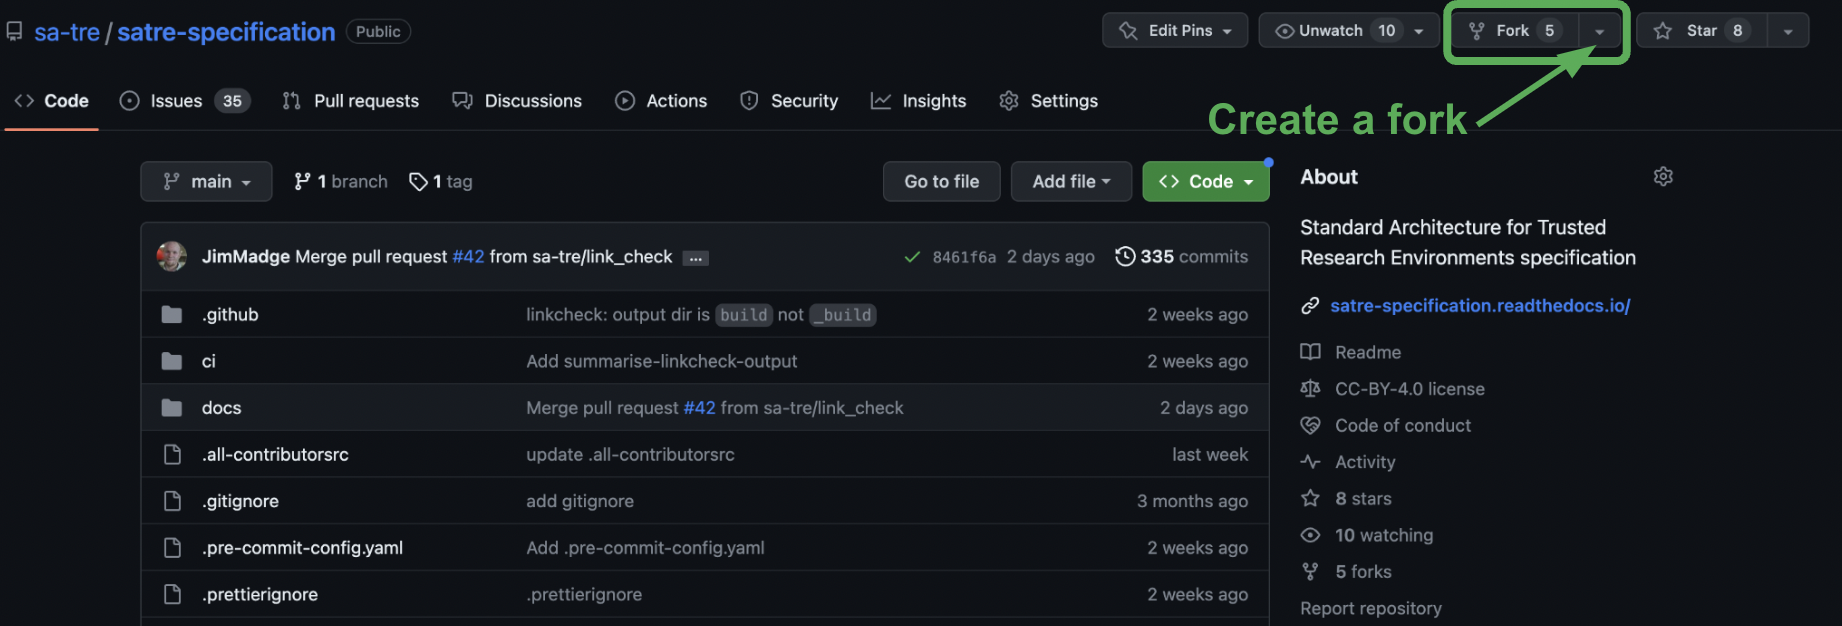 sa-tre / satre-specification Public Edit Pins Unwatch 10 Fork 5 Star 8
Code Issues 35 Pull requests Discussions Actions Security Insights Settings
Create a fork
main 1 branch 1 tag Go to file Add file Code
JimMadge Merge pull request #42 from sa-tre/link_check ... 8461f6a 2 days ago 335 commits
.github linkcheck: output dir is build not _build 2 weeks ago
ci Add summarise-linkcheck-output 2 weeks ago
docs Merge pull request #42 from sa-tre/link_check 2 days ago
.all-contributorsrc update .all-contributorsrc last week
.gitignore add gitignore 3 months ago
.pre-commit-config.yaml Add .pre-commit-config.yaml 2 weeks ago
.prettierignore .prettierignore 2 weeks ago
About
Standard Architecture for Trusted
Research Environments specification
satre-specification.readthedocs.io/
Readme
CC-BY-4.0 license
Code of conduct
Activity
8 stars
10 watching
5 forks
Report repository